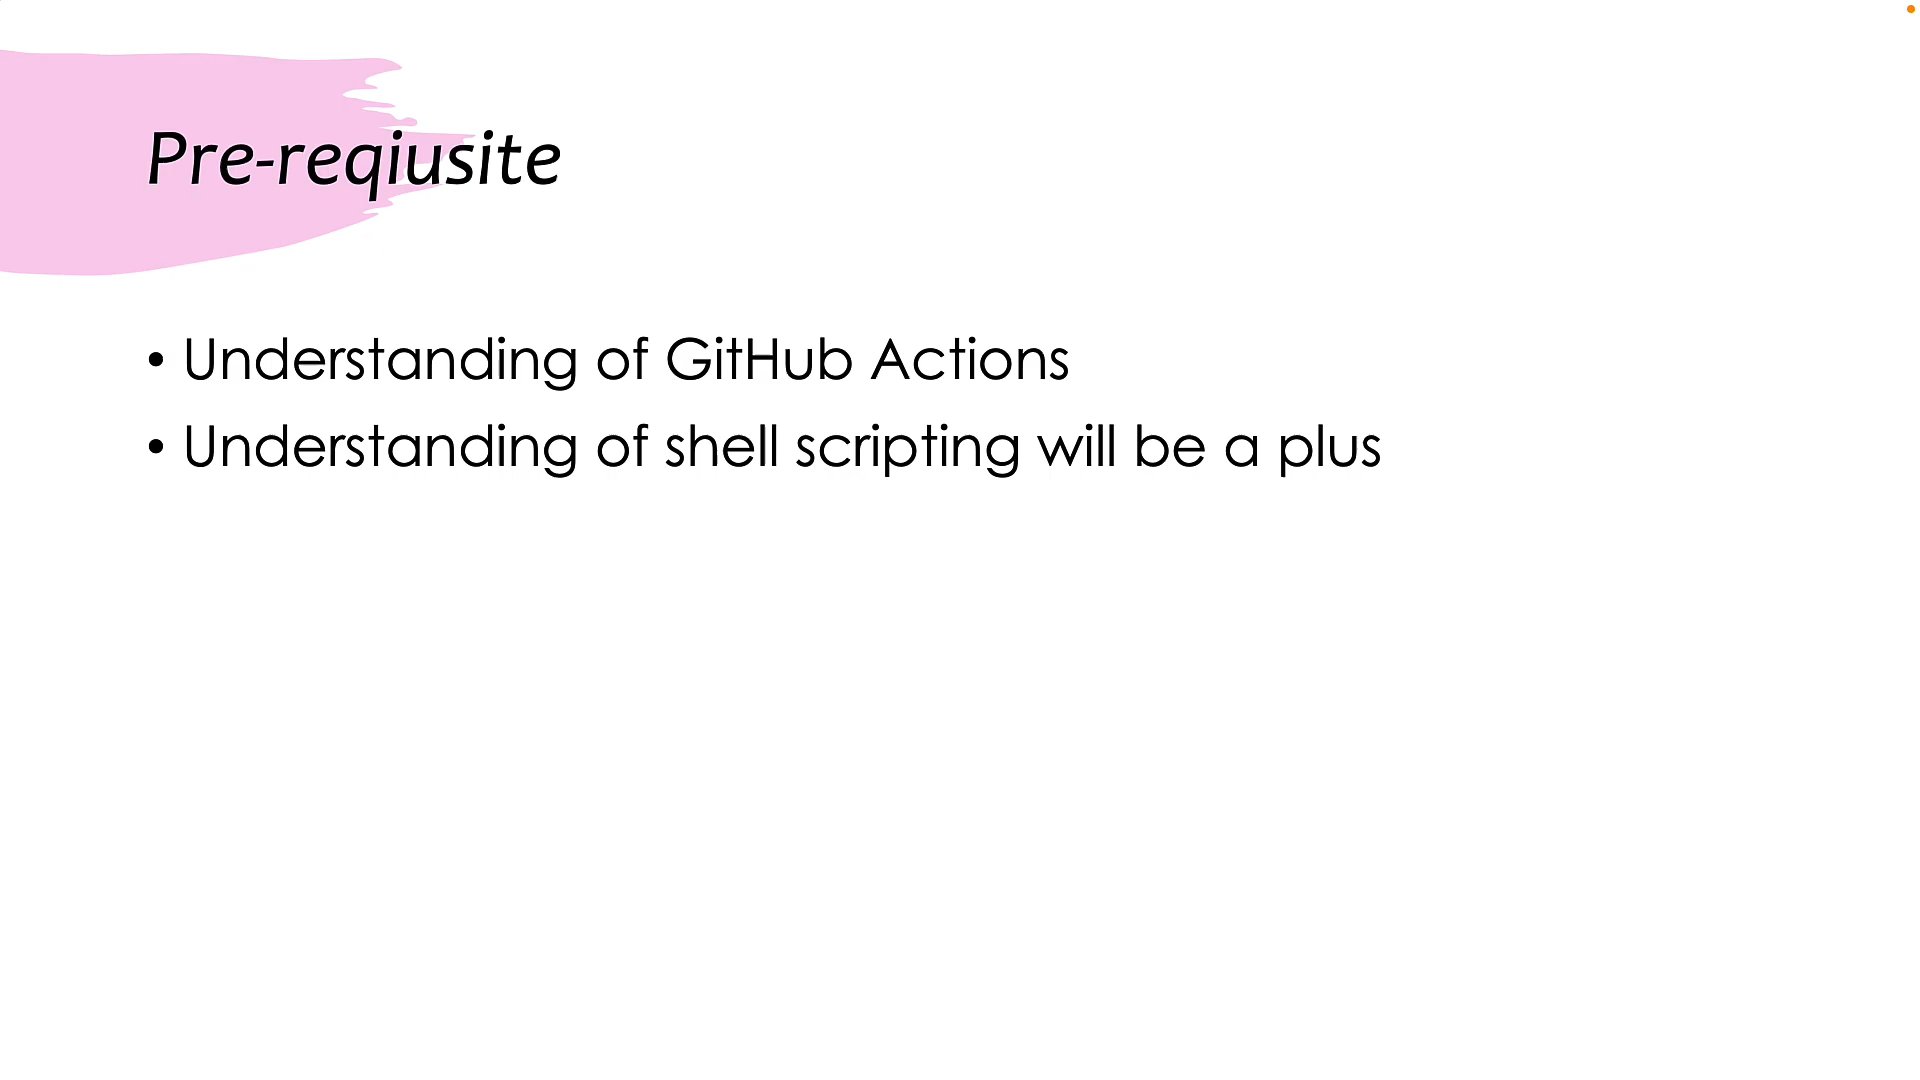 Pre-reqiusite
• Understanding of GitHub Actions
• Understanding of shell scripting will be a plus